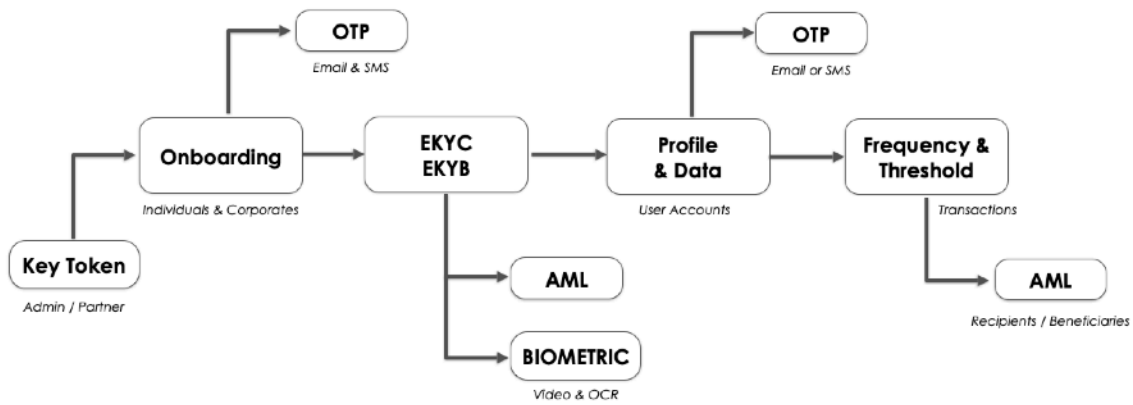 OTP
Email & SMS
OTP
Email or SMS
Onboarding
Individuals & Corporates
EKYC
EKYB
Profile
& Data
User Accounts
Frequency &
Threshold
Transactions
Key Token
Admin / Partner
AML
BIOMETRIC
Video & OCR
AML
Recipients / Beneficiaries